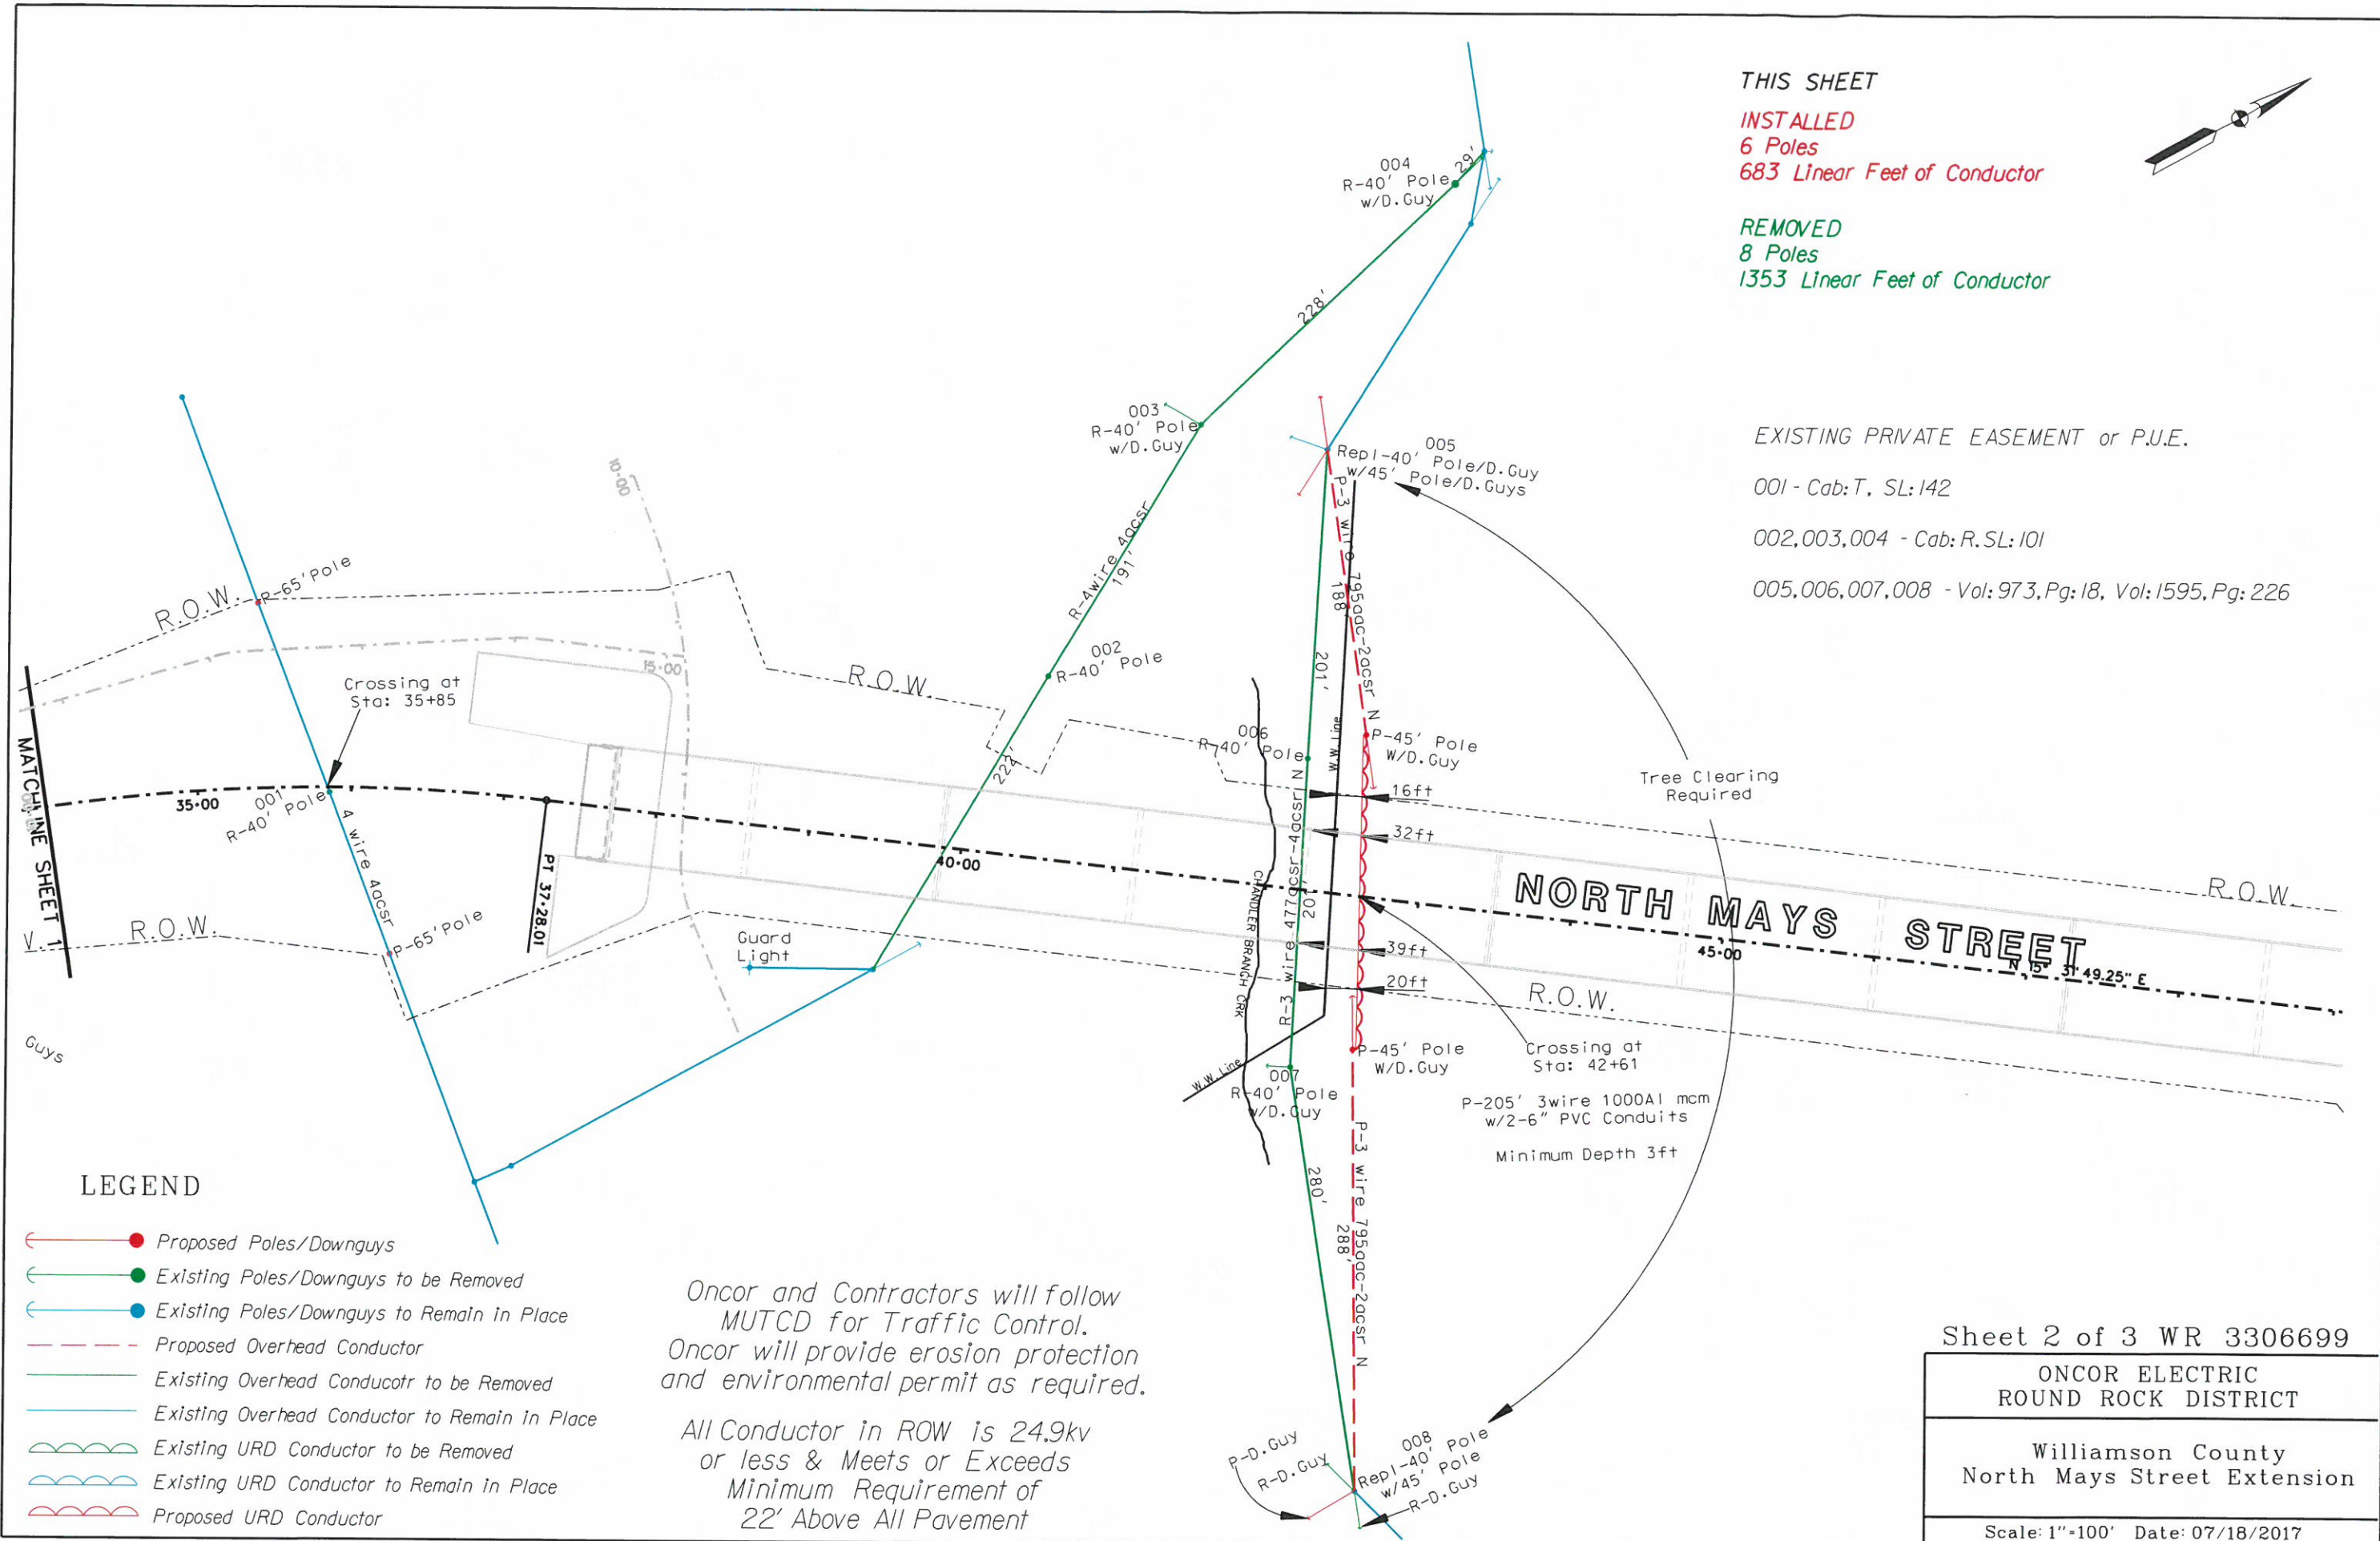 THIS SHEET
INSTALLED
6 Poles
683 Linear Feet of Conductor
REMOVED
8 Poles
1353 Linear Feet of Conductor
EXISTING PRIVATE EASEMENT or P.U.E.
001 - Cab: T, SL: 142
002,003,004 - Cab: R. SL: 101
005,006,007,008 - Vol: 973, Pg: 18, Vol: 1595, Pg: 226
004
R-40' Pole
w/D.Guy
29'
228'
003
R-40' Pole
w/D.Guy
R-4wire 4acsr
191'
002
R-40' Pole
222'
005
Repl-40' Pole/D.Guy
w/45' Pole/D.Guys
P-3 wire 795aac-2acsr N
188'
201'
W.W. Line
006
R-40' Pole
P-45' Pole
W/D.Guy
16ft
32ft
39ft
20ft
Tree Clearing
Required
10+00
15+00
R.O.W.
P-65'Pole
R.O.W.
Crossing at
Sta: 35+85
MATCHLINE SHEET 1
35+00
001
R-40' Pole
4 wire 4acsr
PT 37+28.01
40+00
CHANDLER BRANCH CRK
R-3 wire 477acsr-4acsr N
207'
NORTH MAYS STREET
45+00
N 15° 31' 49.25" E
R.O.W.
R.O.W.
V.
R.O.W.
P-65'Pole
Guard
Light
Guys
W.W. Line
007
R-40' Pole
w/D.Guy
P-45' Pole
W/D.Guy
Crossing at
Sta: 42+61
P-205' 3wire 1000Al mcm
w/2-6" PVC Conduits
Minimum Depth 3ft
280'
P-3 wire 795aac-2acsr N
288'
008
Repl-40' Pole
w/45' Pole
P-D.Guy
R-D.Guy
R-D.Guy
LEGEND
Proposed Poles/Downguys
Existing Poles/Downguys to be Removed
Existing Poles/Downguys to Remain in Place
Proposed Overhead Conductor
Existing Overhead Conducotr to be Removed
Existing Overhead Conductor to Remain in Place
Existing URD Conductor to be Removed
Existing URD Conductor to Remain in Place
Proposed URD Conductor
Oncor and Contractors will follow
MUTCD for Traffic Control.
Oncor will provide erosion protection
and environmental permit as required.
All Conductor in ROW is 24.9kv
or less & Meets or Exceeds
Minimum Requirement of
22' Above All Pavement
Sheet 2 of 3 WR 3306699
ONCOR ELECTRIC
ROUND ROCK DISTRICT
Williamson County
North Mays Street Extension
Scale: 1"=100' Date: 07/18/2017